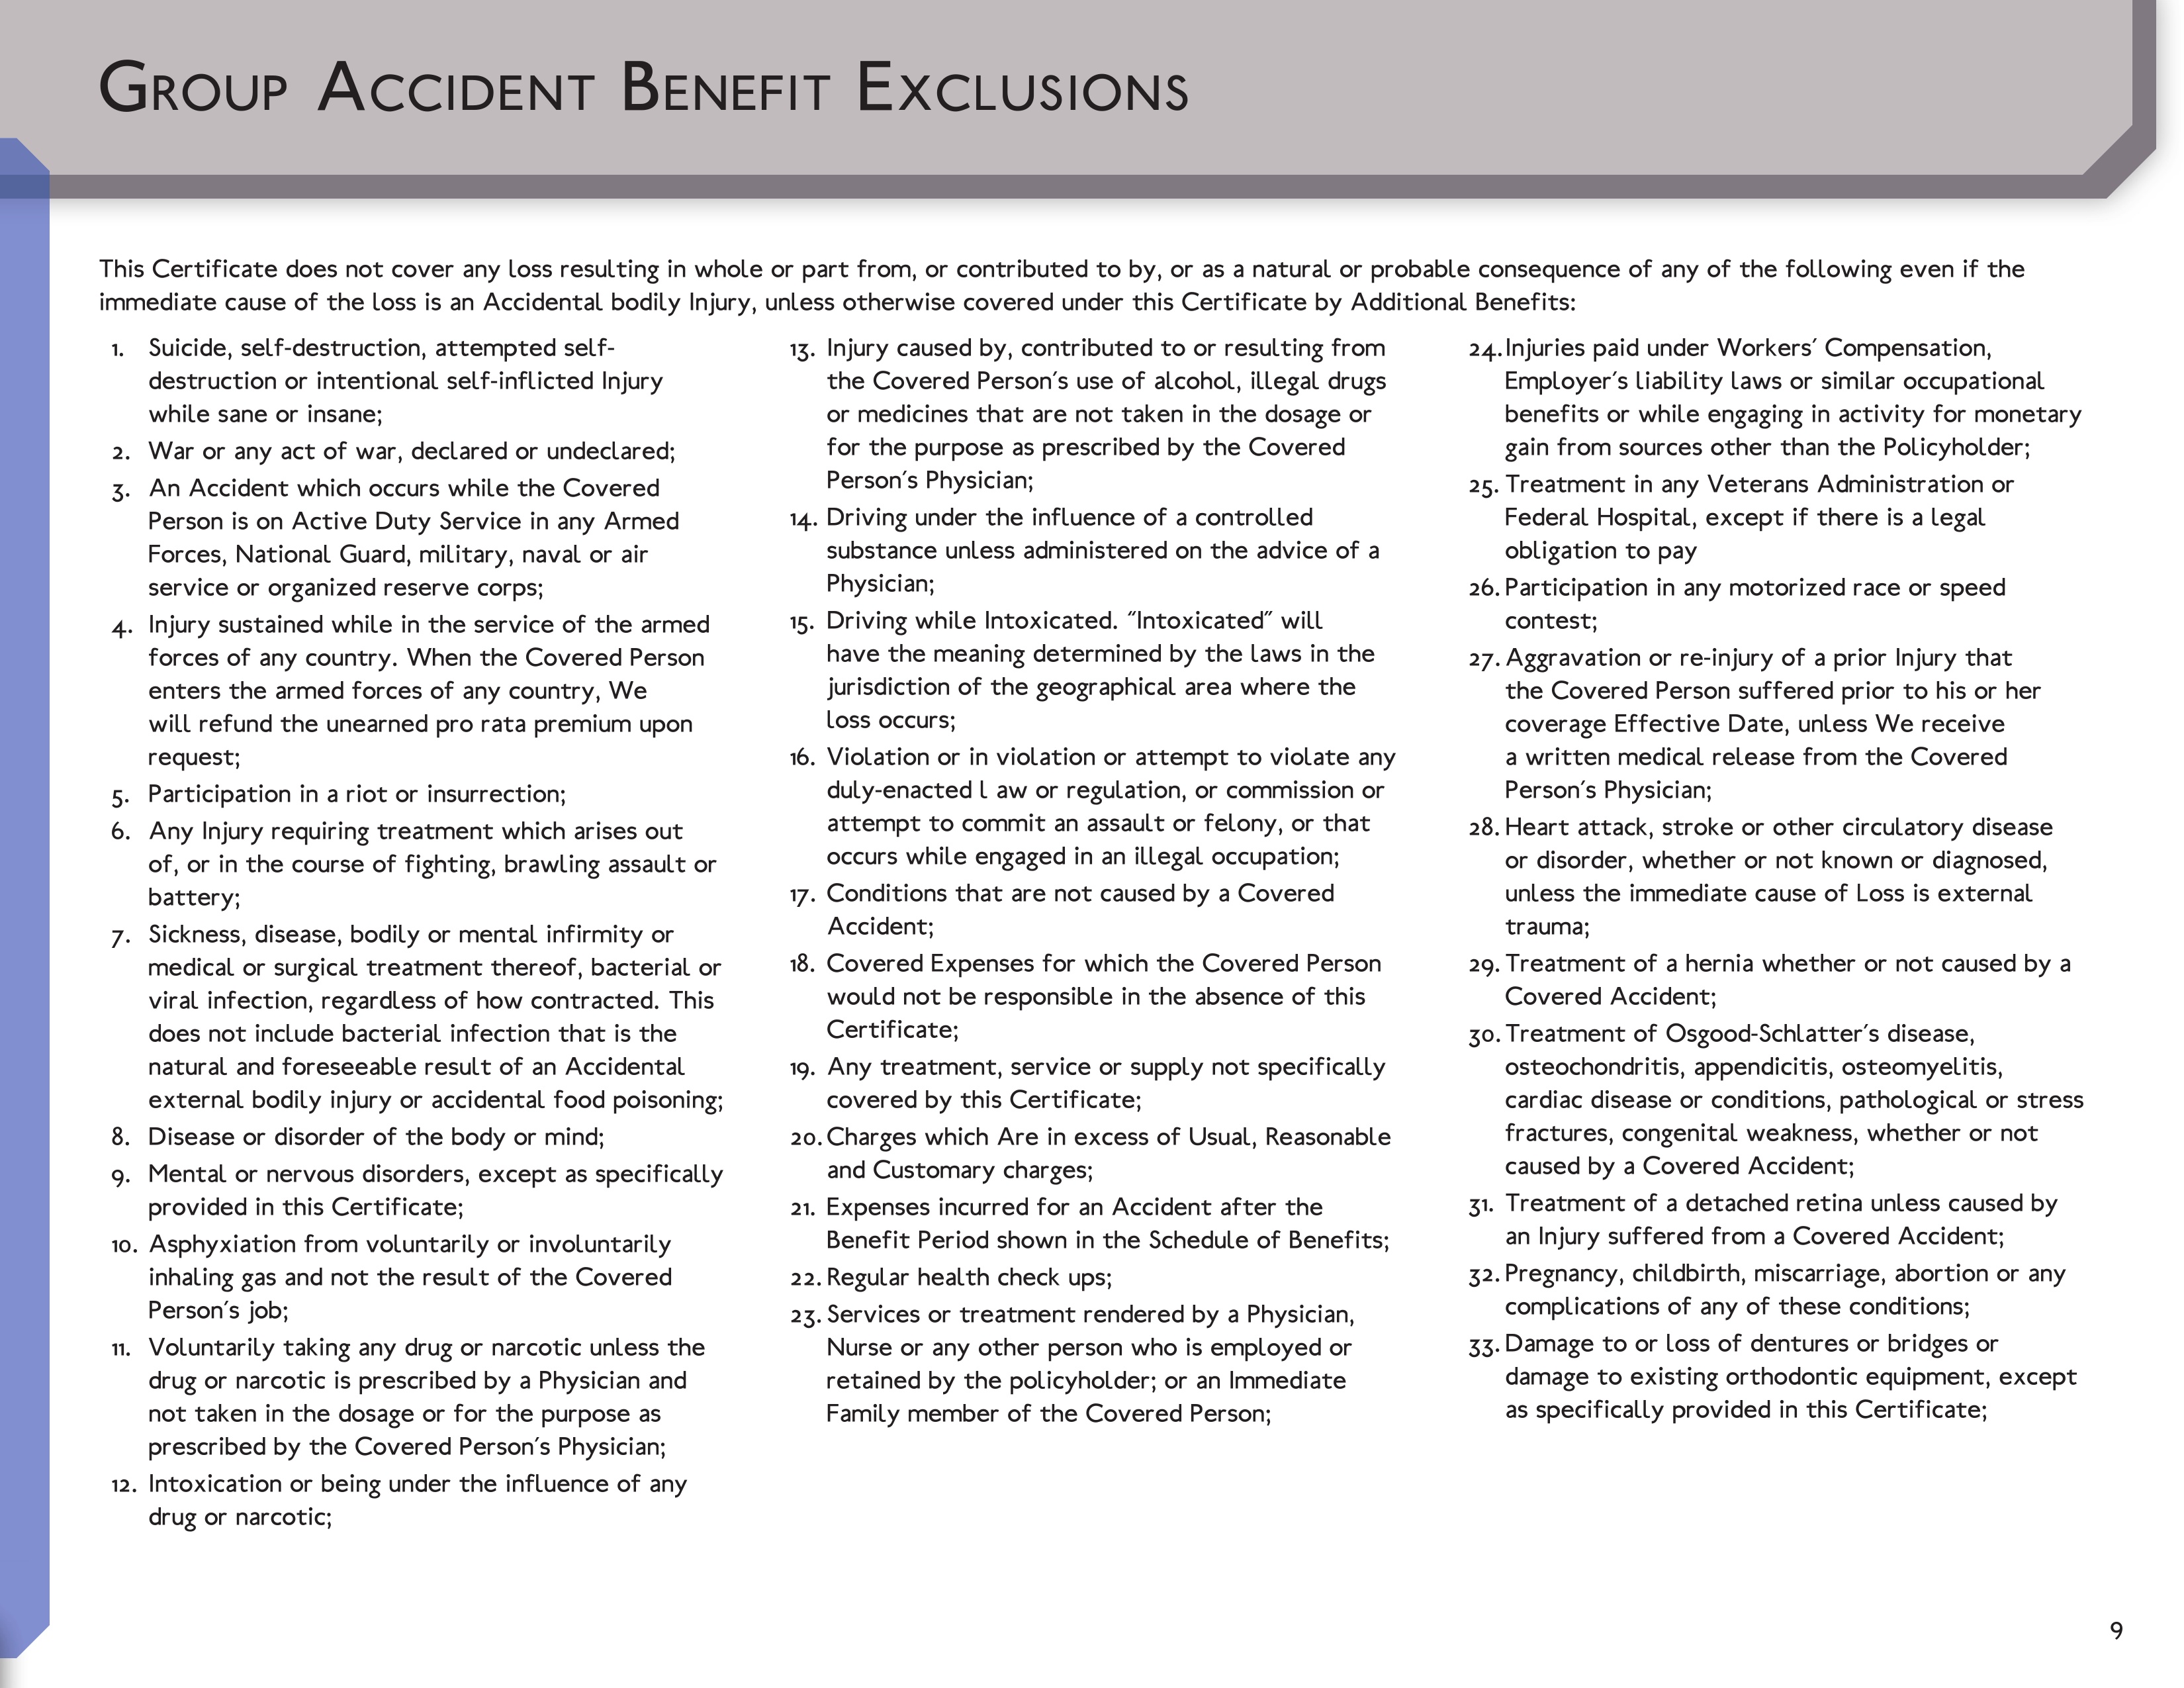 Group Accident Benefit Exclusions
This Certificate does not cover any loss resulting in whole or part from, or contributed to by, or as a natural or probable consequence of any of the following even if the
immediate cause of the loss is an Accidental bodily Injury, unless otherwise covered under this Certificate by Additional Benefits:
1. Suicide, self-destruction, attempted self-
destruction or intentional self-inflicted Injury
while sane or insane;
2. War or any act of war, declared or undeclared;
3. An Accident which occurs while the Covered
Person is on Active Duty Service in any Armed
Forces, National Guard, military, naval or air
service or organized reserve corps;
4. Injury sustained while in the service of the armed
forces of any country. When the Covered Person
enters the armed forces of any country, We
will refund the unearned pro rata premium upon
request;
5. Participation in a riot or insurrection;
6. Any Injury requiring treatment which arises out
of, or in the course of fighting, brawling assault or
battery;
7. Sickness, disease, bodily or mental infirmity or
medical or surgical treatment thereof, bacterial or
viral infection, regardless of how contracted. This
does not include bacterial infection that is the
natural and foreseeable result of an Accidental
external bodily injury or accidental food poisoning;
8. Disease or disorder of the body or mind;
9. Mental or nervous disorders, except as specifically
provided in this Certificate;
10. Asphyxiation from voluntarily or involuntarily
inhaling gas and not the result of the Covered
Person's job;
11. Voluntarily taking any drug or narcotic unless the
drug or narcotic is prescribed by a Physician and
not taken in the dosage or for the purpose as
prescribed by the Covered Person's Physician;
12. Intoxication or being under the influence of any
drug or narcotic;
13. Injury caused by, contributed to or resulting from
the Covered Person's use of alcohol, illegal drugs
or medicines that are not taken in the dosage or
for the purpose as prescribed by the Covered
Person's Physician;
14. Driving under the influence of a controlled
substance unless administered on the advice of a
Physician;
15. Driving while Intoxicated. "Intoxicated" will
have the meaning determined by the laws in the
jurisdiction of the geographical area where the
loss occurs;
16. Violation or in violation or attempt to violate any
duly-enacted l aw or regulation, or commission or
attempt to commit an assault or felony, or that
occurs while engaged in an illegal occupation;
17. Conditions that are not caused by a Covered
Accident;
18. Covered Expenses for which the Covered Person
would not be responsible in the absence of this
Certificate;
19. Any treatment, service or supply not specifically
covered by this Certificate;
20. Charges which Are in excess of Usual, Reasonable
and Customary charges;
21. Expenses incurred for an Accident after the
Benefit Period shown in the Schedule of Benefits;
22. Regular health check ups;
23. Services or treatment rendered by a Physician,
Nurse or any other person who is employed or
retained by the policyholder; or an Immediate
Family member of the Covered Person;
24. Injuries paid under Workers' Compensation,
Employer's liability laws or similar occupational
benefits or while engaging in activity for monetary
gain from sources other than the Policyholder;
25. Treatment in any Veterans Administration or
Federal Hospital, except if there is a legal
obligation to pay
26. Participation in any motorized race or speed
contest;
27. Aggravation or re-injury of a prior Injury that
the Covered Person suffered prior to his or her
coverage Effective Date, unless We receive
a written medical release from the Covered
Person's Physician;
28. Heart attack, stroke or other circulatory disease
or disorder, whether or not known or diagnosed,
unless the immediate cause of Loss is external
trauma;
29. Treatment of a hernia whether or not caused by a
Covered Accident;
30. Treatment of Osgood-Schlatter's disease,
osteochondritis, appendicitis, osteomyelitis,
cardiac disease or conditions, pathological or stress
fractures, congenital weakness, whether or not
caused by a Covered Accident;
31. Treatment of a detached retina unless caused by
an Injury suffered from a Covered Accident;
32. Pregnancy, childbirth, miscarriage, abortion or any
complications of any of these conditions;
33. Damage to or loss of dentures or bridges or
damage to existing orthodontic equipment, except
as specifically provided in this Certificate;
9